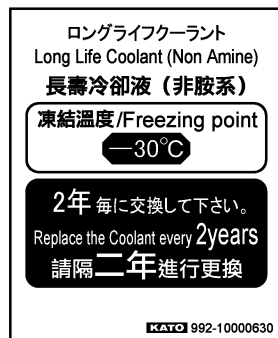 ロングライフクーラント
Long Life Coolant (Non Amine)
長壽冷卻液（非胺系）
凍結溫度/Freezing point
—30°C
2年毎に交換して下さい。
Replace the Coolant every 2years
請隔二年進行更換
KATO 992-10000630